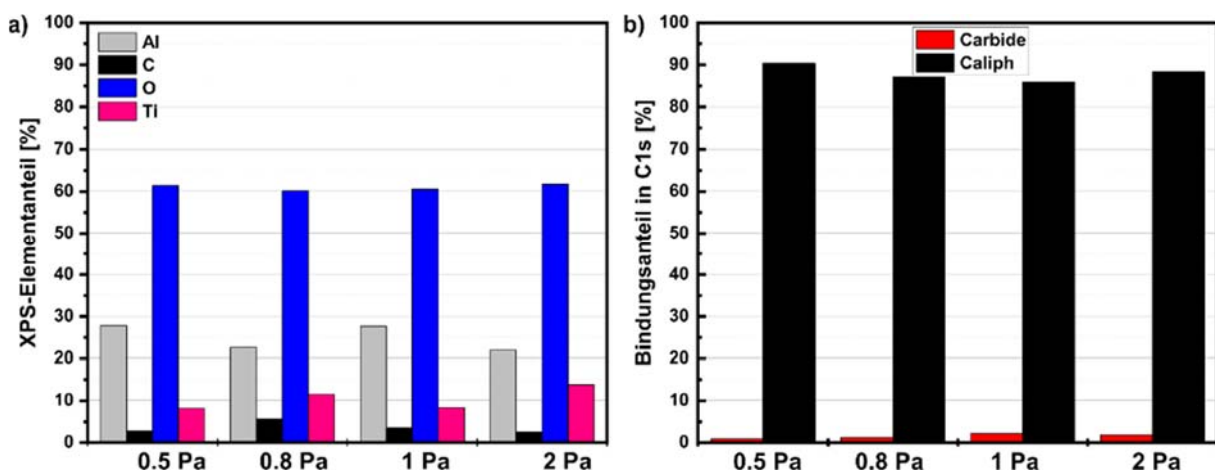 a)
XPS-Elementanteil [%]
100
90
80
70
60
50
40
30
20
10
0
Al
C
O
Ti
0.5 Pa 0.8 Pa 1 Pa 2 Pa
b)
Bindungsanteil in C1s [%]
100
90
80
70
60
50
40
30
20
10
0
Carbide
Caliph
0.5 Pa 0.8 Pa 1 Pa 2 Pa